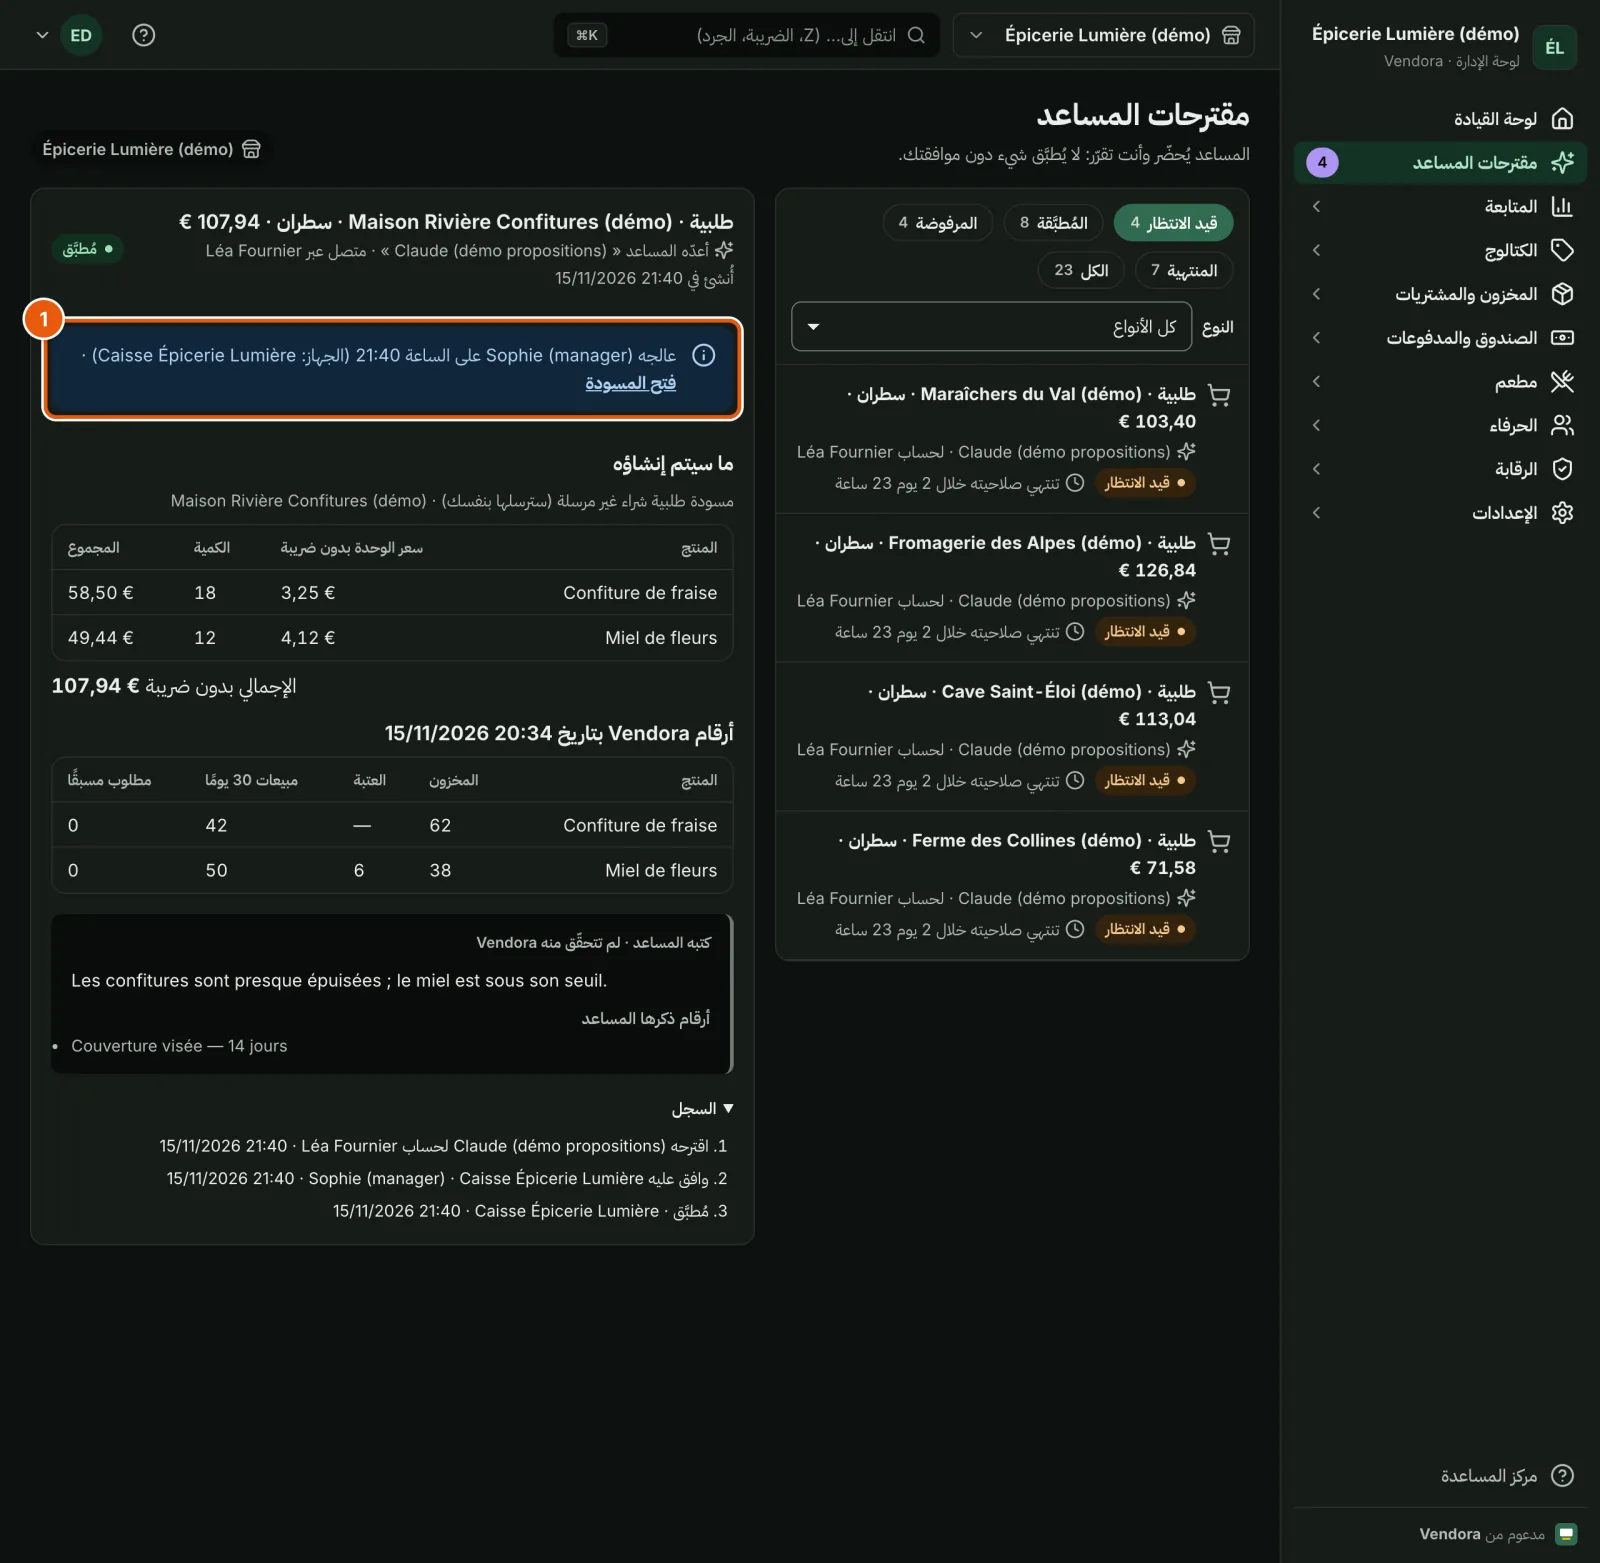 Épicerie Lumière (démo)
لوحة الإدارة · Vendora
ÉL
لوحة القيادة
مقترحات المساعد 4
المتابعة
الكتالوج
المخزون والمشتريات
الصندوق والمدفوعات
مطعم
الحرفاء
الرقابة
الإعدادات
مركز المساعدة
مدعوم من Vendora
Épicerie Lumière (démo)
انتقل إلى... (Z، الضريبة، الجرد) ⌘K
ED
مقترحات المساعد
المساعد يُحضّر وأنت تقرّر: لا يُطبَّق شيء دون موافقتك.
Épicerie Lumière (démo)
قيد الانتظار 4 المُطبَّقة 8 المرفوضة 4
المنتهية 7 الكل 23
النوع كل الأنواع
طلبية · Maraîchers du Val (démo) · سطران ·
103,40 €
Claude (démo propositions) · لحساب Léa Fournier
قيد الانتظار تنتهي صلاحيته خلال 2 يوم 23 ساعة
طلبية · Fromagerie des Alpes (démo) · سطران ·
126,84 €
Claude (démo propositions) · لحساب Léa Fournier
قيد الانتظار تنتهي صلاحيته خلال 2 يوم 23 ساعة
طلبية · Cave Saint-Éloi (démo) · سطران ·
113,04 €
Claude (démo propositions) · لحساب Léa Fournier
قيد الانتظار تنتهي صلاحيته خلال 2 يوم 23 ساعة
طلبية · Ferme des Collines (démo) · سطران ·
71,58 €
Claude (démo propositions) · لحساب Léa Fournier
قيد الانتظار تنتهي صلاحيته خلال 2 يوم 23 ساعة
طلبية · Maison Rivière Confitures (démo) · سطران · 107,94 €
أعدّه المساعد « Claude (démo propositions) » · متصل عبر Léa Fournier
أُنشئ في 15/11/2026 21:40
مُطبَّق
1
عالجه Sophie (manager) على الساعة 21:40 (الجهاز: Caisse Épicerie Lumière) ·
فتح المسودة
ما سيتم إنشاؤه
مسودة طلبية شراء غير مرسلة (سترسلها بنفسك) · Maison Rivière Confitures (démo)
المنتج سعر الوحدة بدون ضريبة الكمية المجموع
Confiture de fraise 3,25 € 18 58,50 €
Miel de fleurs 4,12 € 12 49,44 €
الإجمالي بدون ضريبة 107,94 €
أرقام Vendora بتاريخ 15/11/2026 20:34
المنتج المخزون العتبة مبيعات 30 يومًا مطلوب مسبقًا
Confiture de fraise 62 — 42 0
Miel de fleurs 38 6 50 0
كتبه المساعد · لم تتحقّق منه Vendora
Les confitures sont presque épuisées ; le miel est sous son seuil.
أرقام ذكرها المساعد
• Couverture visée — 14 jours
▼ السجل
1. اقترحه Claude (démo propositions) لحساب Léa Fournier · 15/11/2026 21:40
2. وافق عليه Sophie (manager) · Caisse Épicerie Lumière · 15/11/2026 21:40
3. مُطبَّق · Caisse Épicerie Lumière · 15/11/2026 21:40